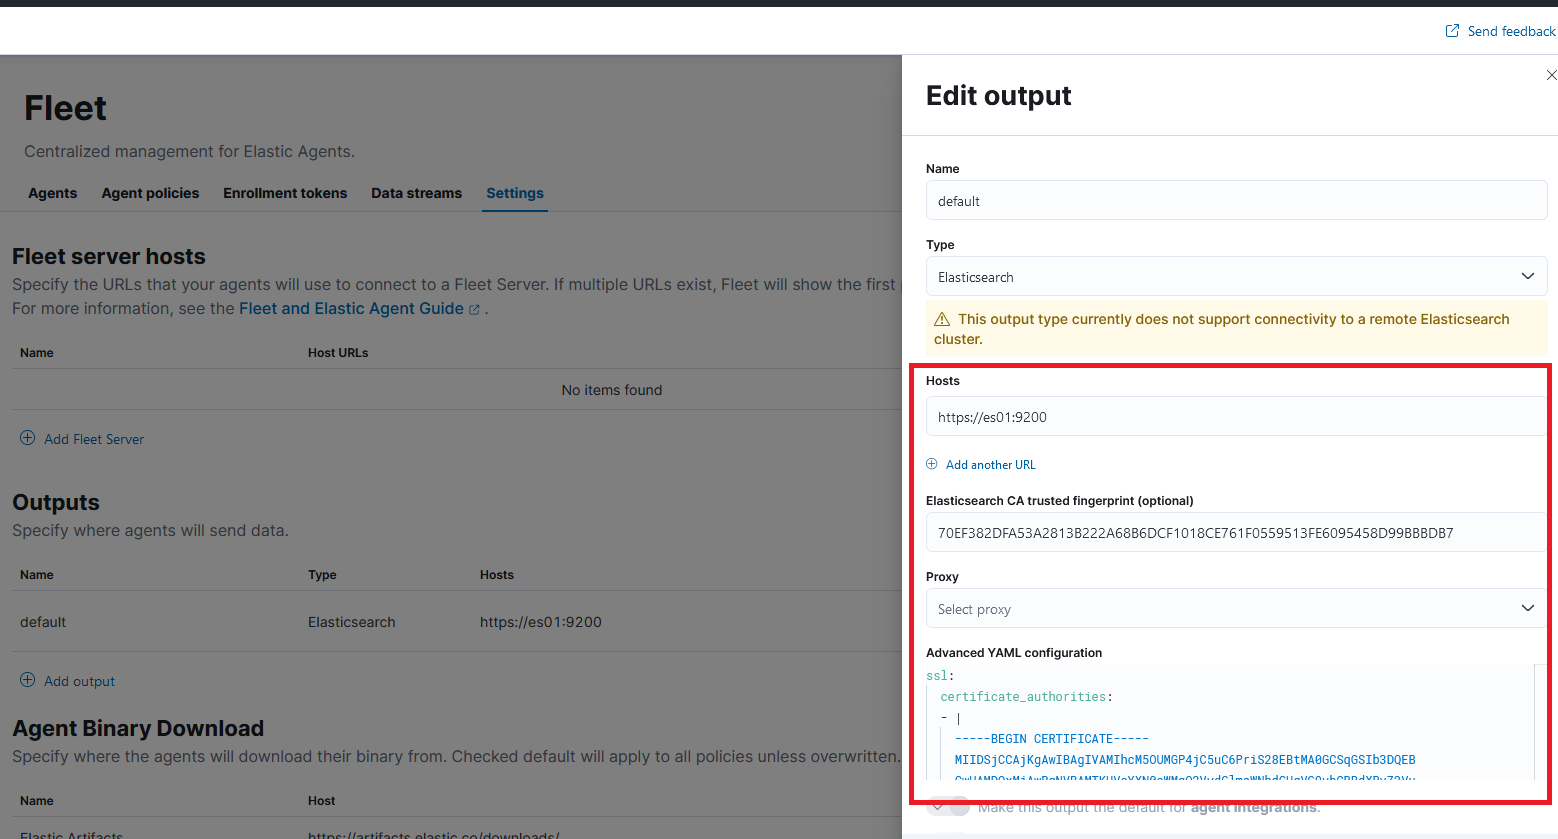 Send feedback
Fleet
Centralized management for Elastic Agents.
Agents Agent policies Enrollment tokens Data streams Settings
Fleet server hosts
Specify the URLs that your agents will use to connect to a Fleet Server. If multiple URLs exist, Fleet will show the first
For more information, see the Fleet and Elastic Agent Guide .
Name Host URLs
No items found
Add Fleet Server
Outputs
Specify where agents will send data.
Name Type Hosts
default Elasticsearch https://es01:9200
Add output
Agent Binary Download
Specify where the agents will download their binary from. Checked default will apply to all policies unless overwritten.
Name Host
Elastic Artifacts https://artifacts.elastic.co/downloads/
Edit output
Name
default
Type
Elasticsearch
This output type currently does not support connectivity to a remote Elasticsearch
cluster.
Hosts
https://es01:9200
Add another URL
Elasticsearch CA trusted fingerprint (optional)
70EF382DFA53A2813B222A68B6DCF1018CE761F0559513FE6095458D99BBBDB7
Proxy
Select proxy
Advanced YAML configuration
ssl:
certificate_authorities:
- |
-----BEGIN CERTIFICATE-----
MIIDSjCCAjKgAwIBAgIVAMIhcM5OUMGP4jC5uC6PriS28EBtMA0GCSqGSIb3DQEB
Make this output the default for agent integrations.